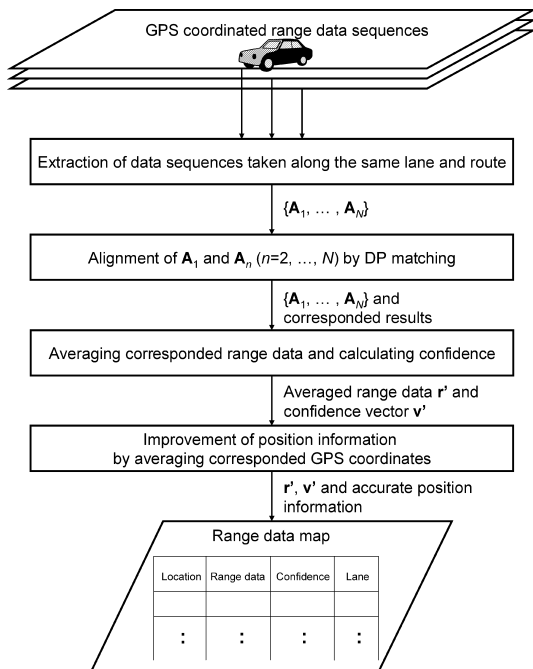 GPS coordinated range data sequences
Extraction of data sequences taken along the same lane and route
{A1, … , AN}
Alignment of A1 and An (n=2, …, N) by DP matching
{A1, … , AN} and
corresponded results
Averaging corresponded range data and calculating confidence
Averaged range data r' and
confidence vector v'
Improvement of position information
by averaging corresponded GPS coordinates
r', v' and accurate position
information
Range data map
Location Range data Confidence Lane
: : : :